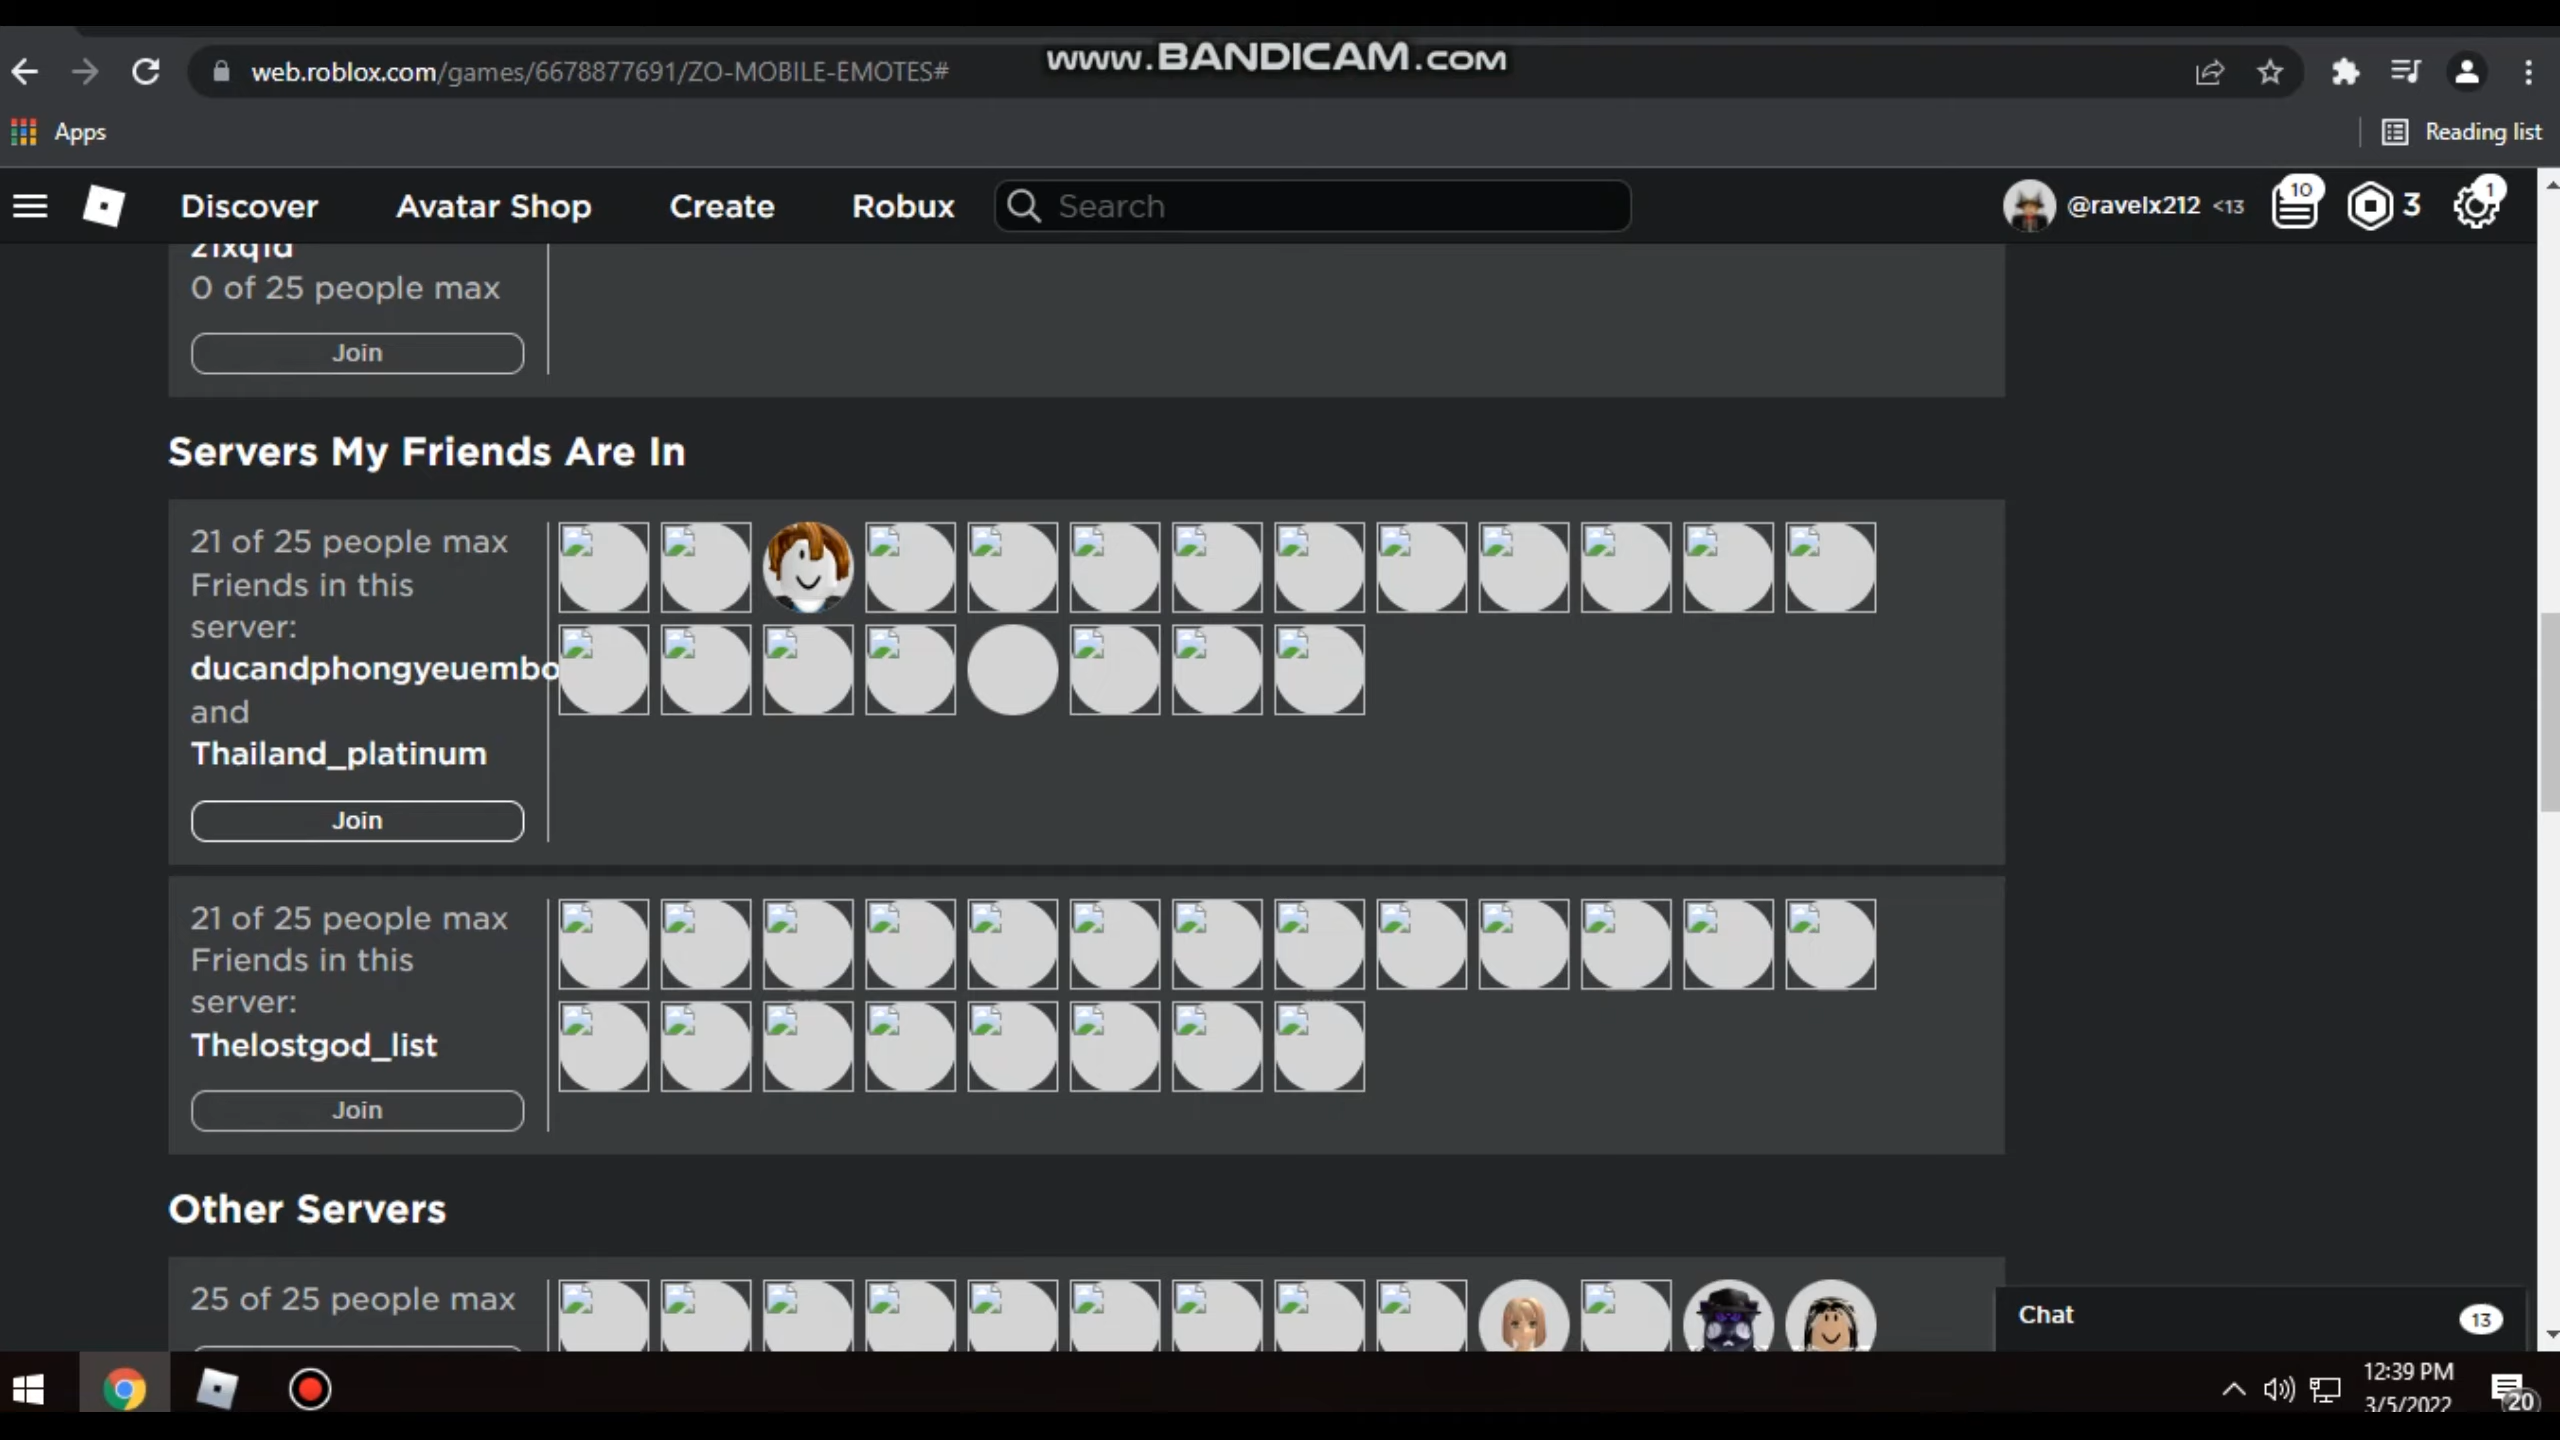 www.BANDICAM.com
web.roblox.com/games/6678877691/ZO-MOBILE-EMOTES#
Apps
Reading list
Discover
Avatar Shop
Create
Robux
Search
@ravelx212 <13
10
3
1
0 of 25 people max
Join
Servers My Friends Are In
21 of 25 people max
Friends in this
server:
ducandphongyeuembo
and
Thailand_platinum
Join
21 of 25 people max
Friends in this
server:
Thelostgod_list
Join
Other Servers
25 of 25 people max
Chat
13
12:39 PM
3/5/2022
20